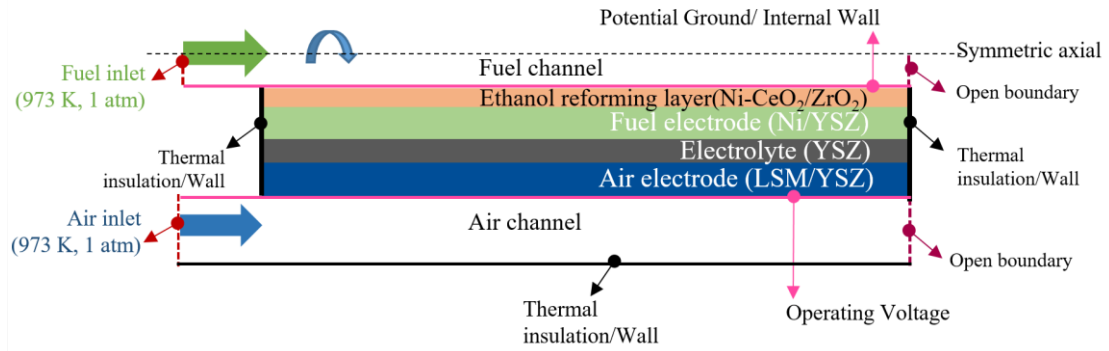 Potential Ground/ Internal Wall
Symmetric axial
Fuel channel
Fuel inlet
(973 K, 1 atm)
Open boundary
Ethanol reforming layer(Ni-CeO₂/ZrO₂)
Fuel electrode (Ni/YSZ)
Electrolyte (YSZ)
Air electrode (LSM/YSZ)
Thermal
insulation/Wall
Thermal
insulation/Wall
Air inlet
(973 K, 1 atm)
Air channel
Open boundary
Thermal
insulation/Wall
Operating Voltage